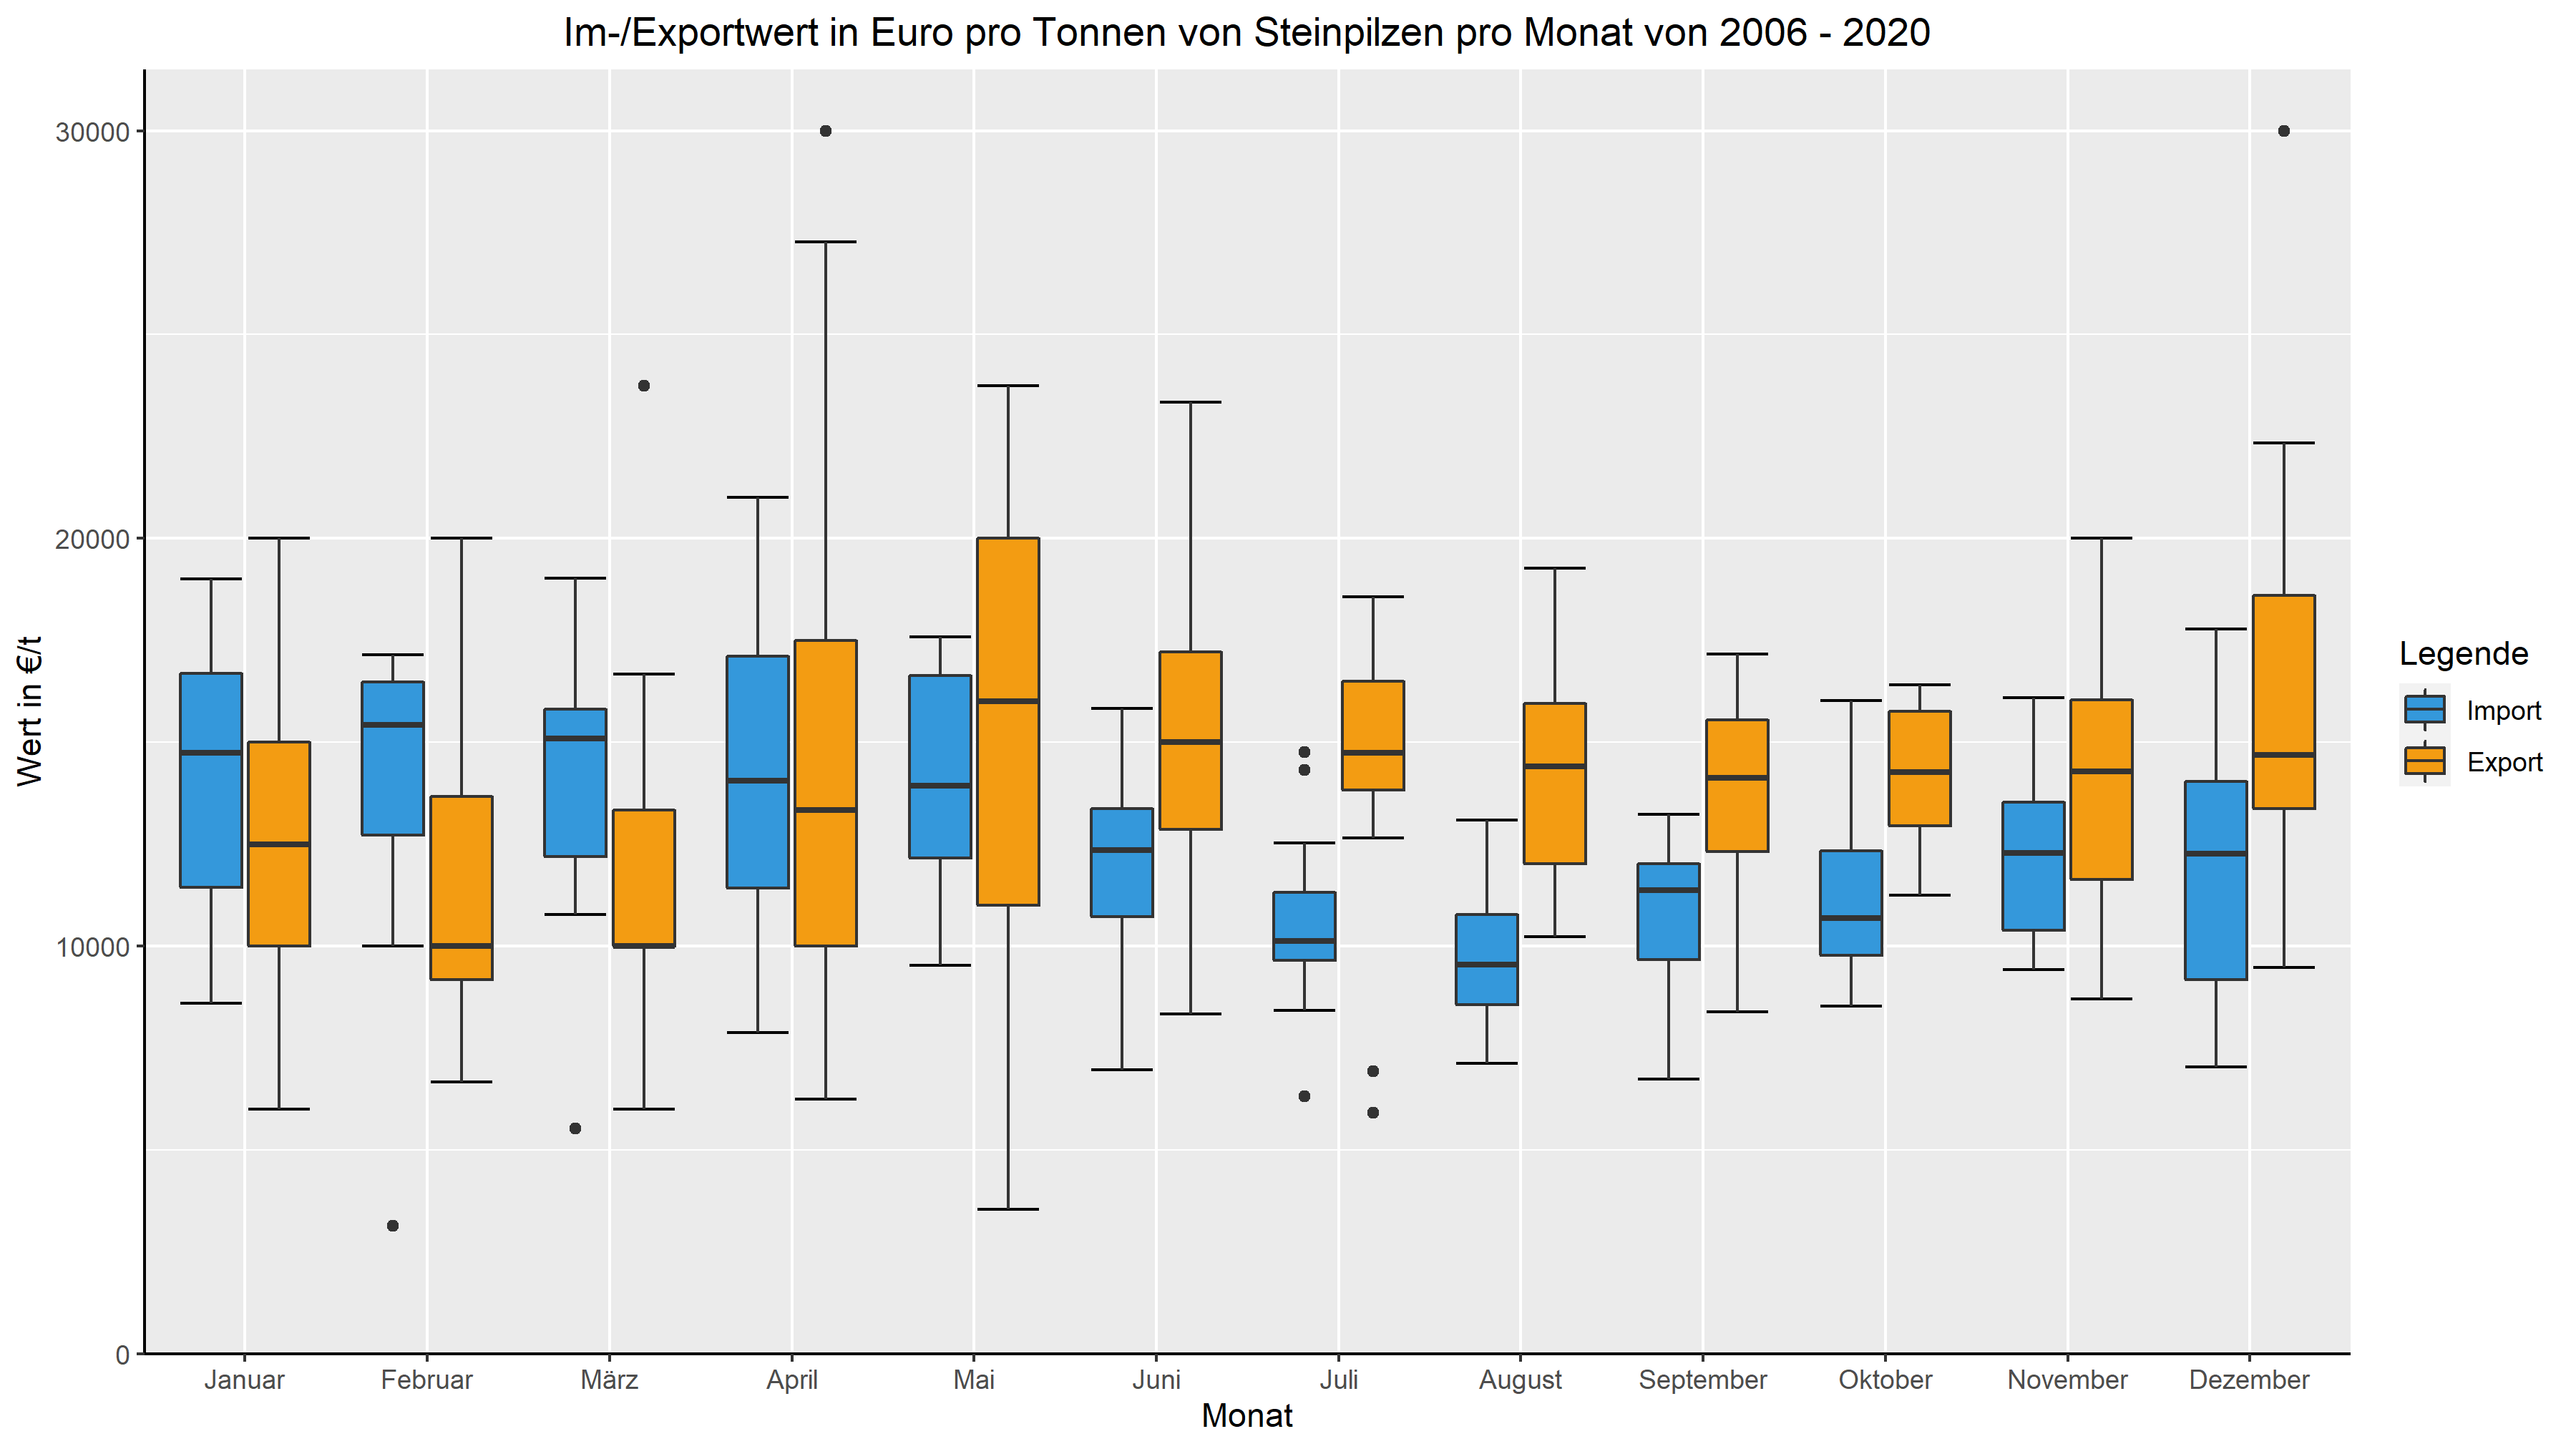 Im-/Exportwert in Euro pro Tonnen von Steinpilzen pro Monat von 2006 - 2020
Wert in €/t
30000
20000
10000
0
Januar Februar März April Mai Juni Juli August September Oktober November Dezember
Monat
Legende
Import
Export